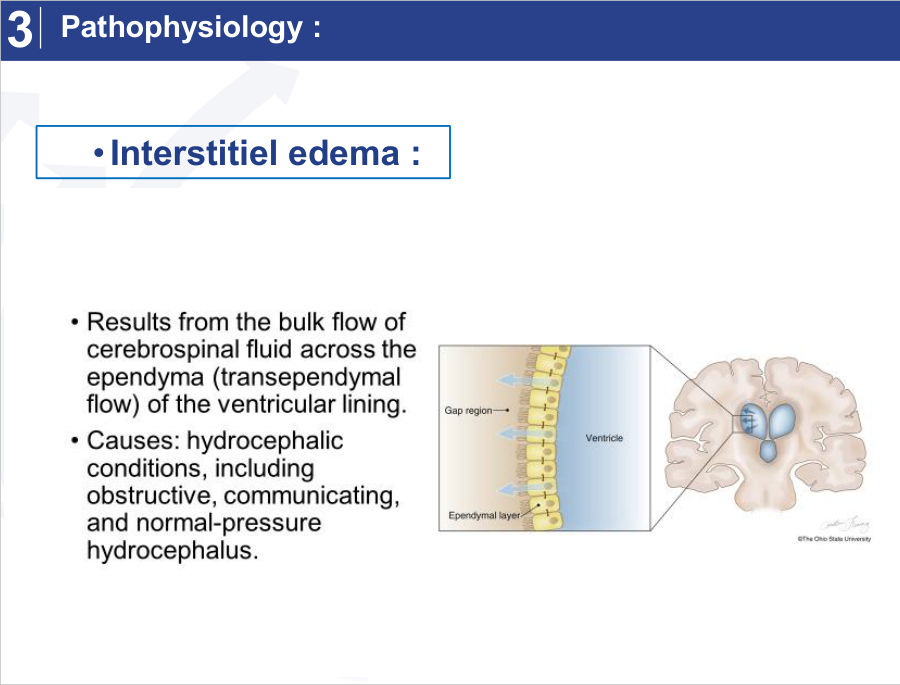 3
Pathophysiology :
• Interstitiel edema :
• Results from the bulk flow of
cerebrospinal fluid across the
ependyma (transependymal
flow) of the ventricular lining.
• Causes: hydrocephalic
conditions, including
obstructive, communicating,
and normal-pressure
hydrocephalus.
Gap region
Ventricle
Ependymal layer
©The Ohio State University